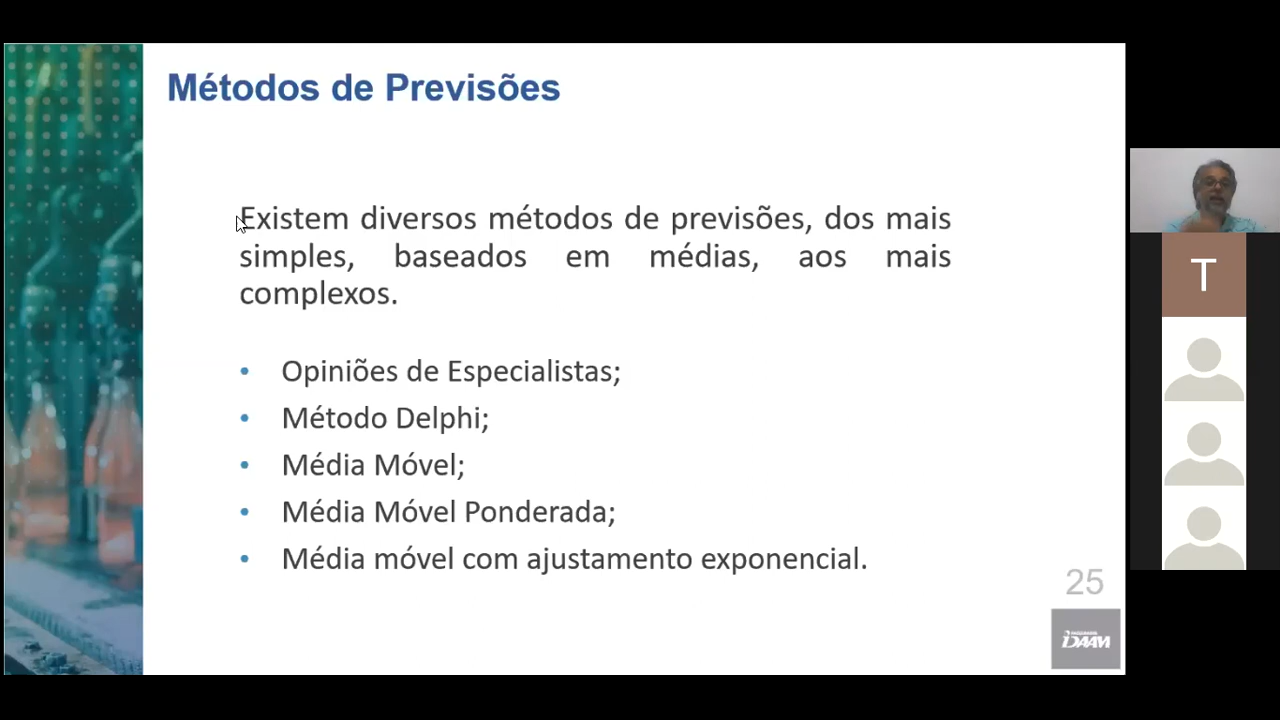 Métodos de Previsões
Existem diversos métodos de previsões, dos mais
simples, baseados em médias, aos mais
complexos.
• Opiniões de Especialistas;
• Método Delphi;
• Média Móvel;
• Média Móvel Ponderada;
• Média móvel com ajustamento exponencial.
25
T